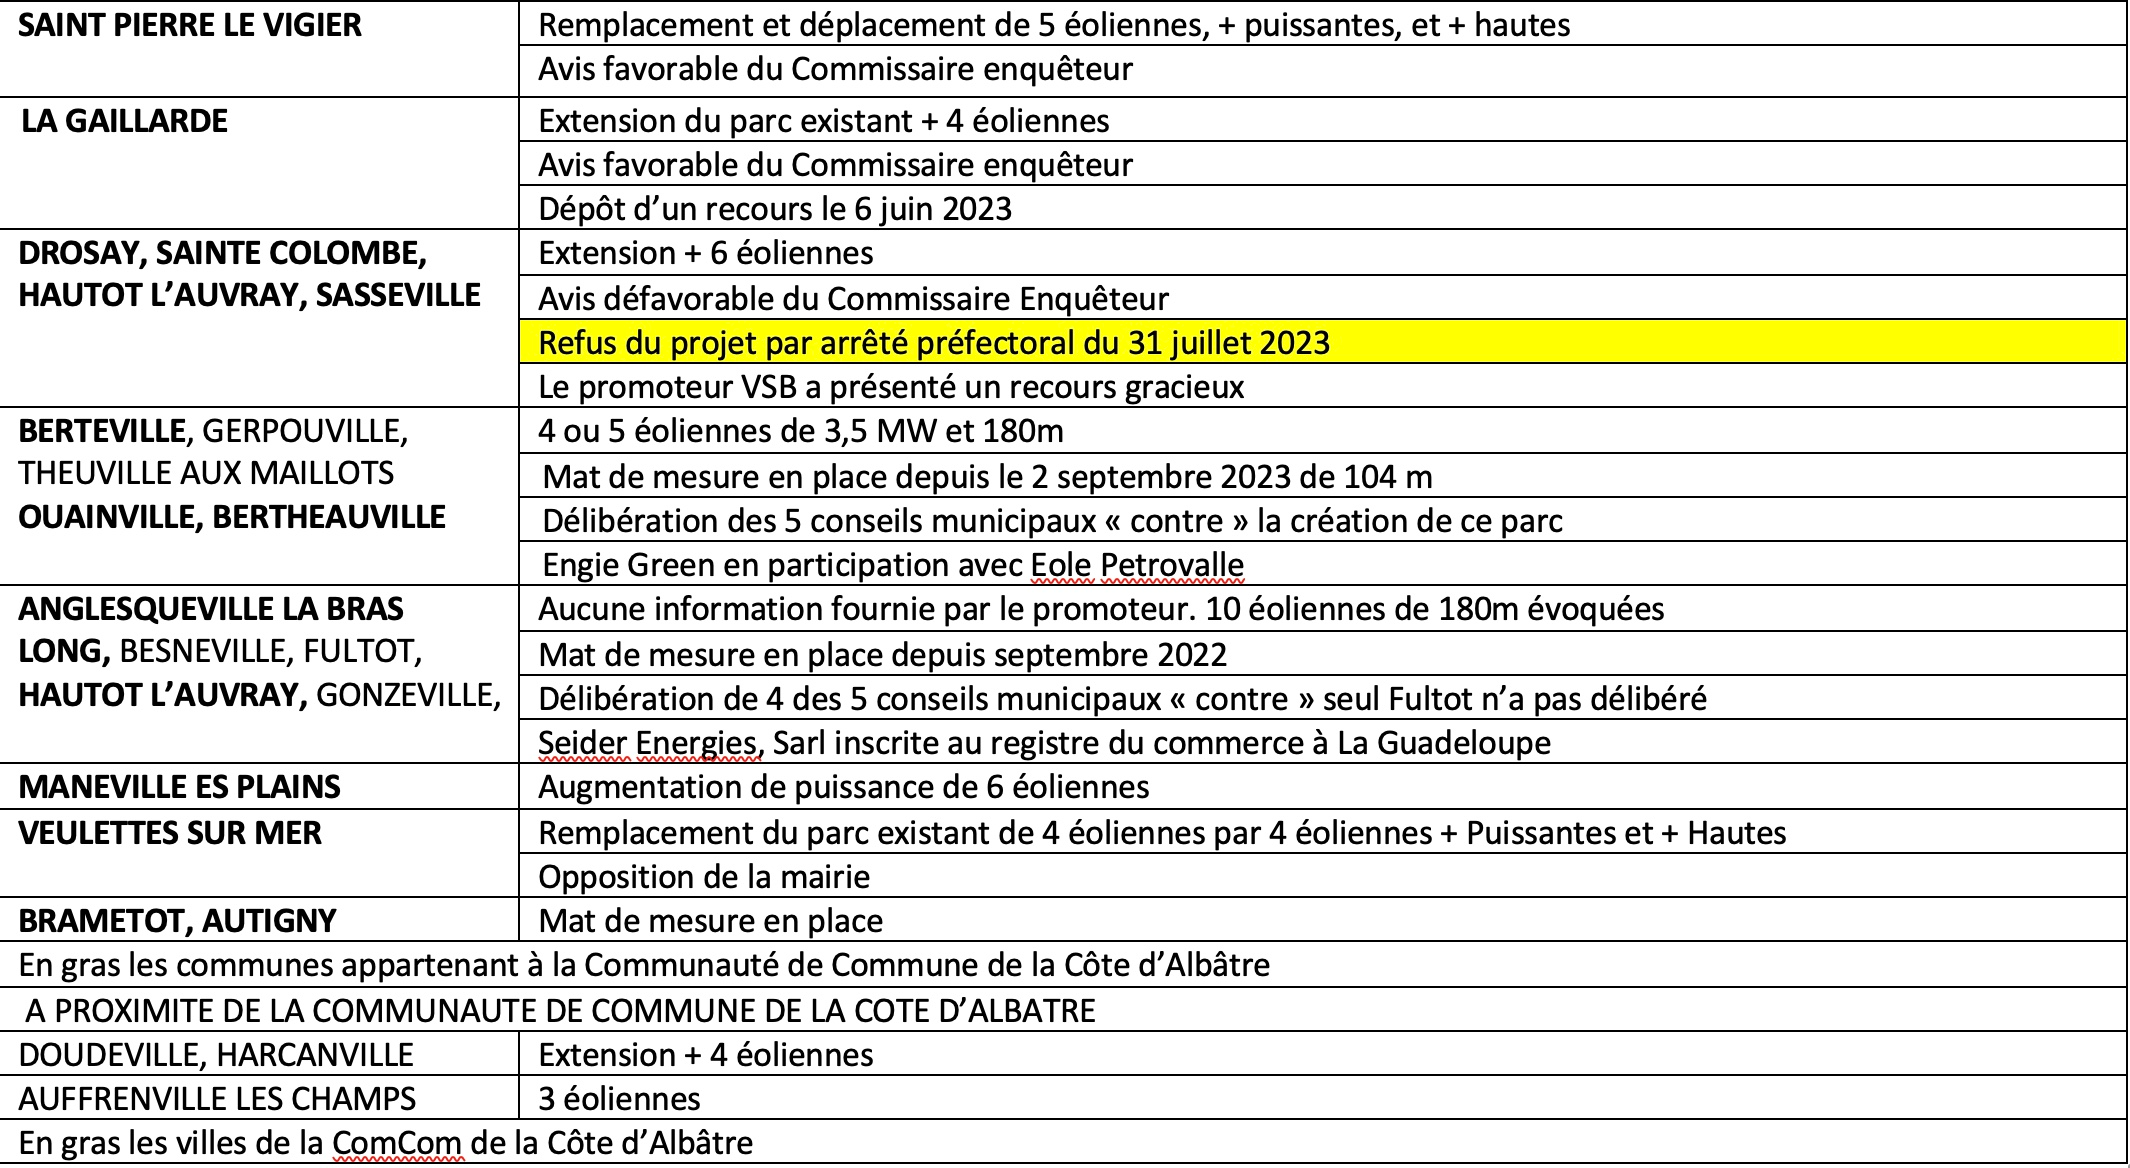 SAINT PIERRE LE VIGIER
Remplacement et déplacement de 5 éoliennes, + puissantes, et + hautes
Avis favorable du Commissaire enquêteur
LA GAILLARDE
Extension du parc existant + 4 éoliennes
Avis favorable du Commissaire enquêteur
Dépôt d’un recours le 6 juin 2023
DROSAY, SAINTE COLOMBE,
HAUTOT L’AUVRAY, SASSEVILLE
Extension + 6 éoliennes
Avis défavorable du Commissaire Enquêteur
Refus du projet par arrêté préfectoral du 31 juillet 2023
Le promoteur VSB a présenté un recours gracieux
BERTEVILLE, GERPOUVILLE,
THEUVILLE AUX MAILLOTS
OUAINVILLE, BERTHEAUVILLE
4 ou 5 éoliennes de 3,5 MW et 180m
Mat de mesure en place depuis le 2 septembre 2023 de 104 m
Délibération des 5 conseils municipaux « contre » la création de ce parc
Engie Green en participation avec Eole Petrovalle
ANGLESQUEVILLE LA BRAS
LONG, BESNEVILLE, FULTOT,
HAUTOT L’AUVRAY, GONZEVILLE,
Aucune information fournie par le promoteur. 10 éoliennes de 180m évoquées
Mat de mesure en place depuis septembre 2022
Délibération de 4 des 5 conseils municipaux « contre » seul Fultot n’a pas délibéré
Seider Energies, Sarl inscrite au registre du commerce à La Guadeloupe
MANEVILLE ES PLAINS
Augmentation de puissance de 6 éoliennes
VEULETTES SUR MER
Remplacement du parc existant de 4 éoliennes par 4 éoliennes + Puissantes et + Hautes
Opposition de la mairie
BRAMETOT, AUTIGNY
Mat de mesure en place
En gras les communes appartenant à la Communauté de Commune de la Côte d’Albâtre
A PROXIMITE DE LA COMMUNAUTE DE COMMUNE DE LA COTE D’ALBATRE
DOUDEVILLE, HARCANVILLE
Extension + 4 éoliennes
AUFFRENVILLE LES CHAMPS
3 éoliennes
En gras les villes de la ComCom de la Côte d’Albâtre